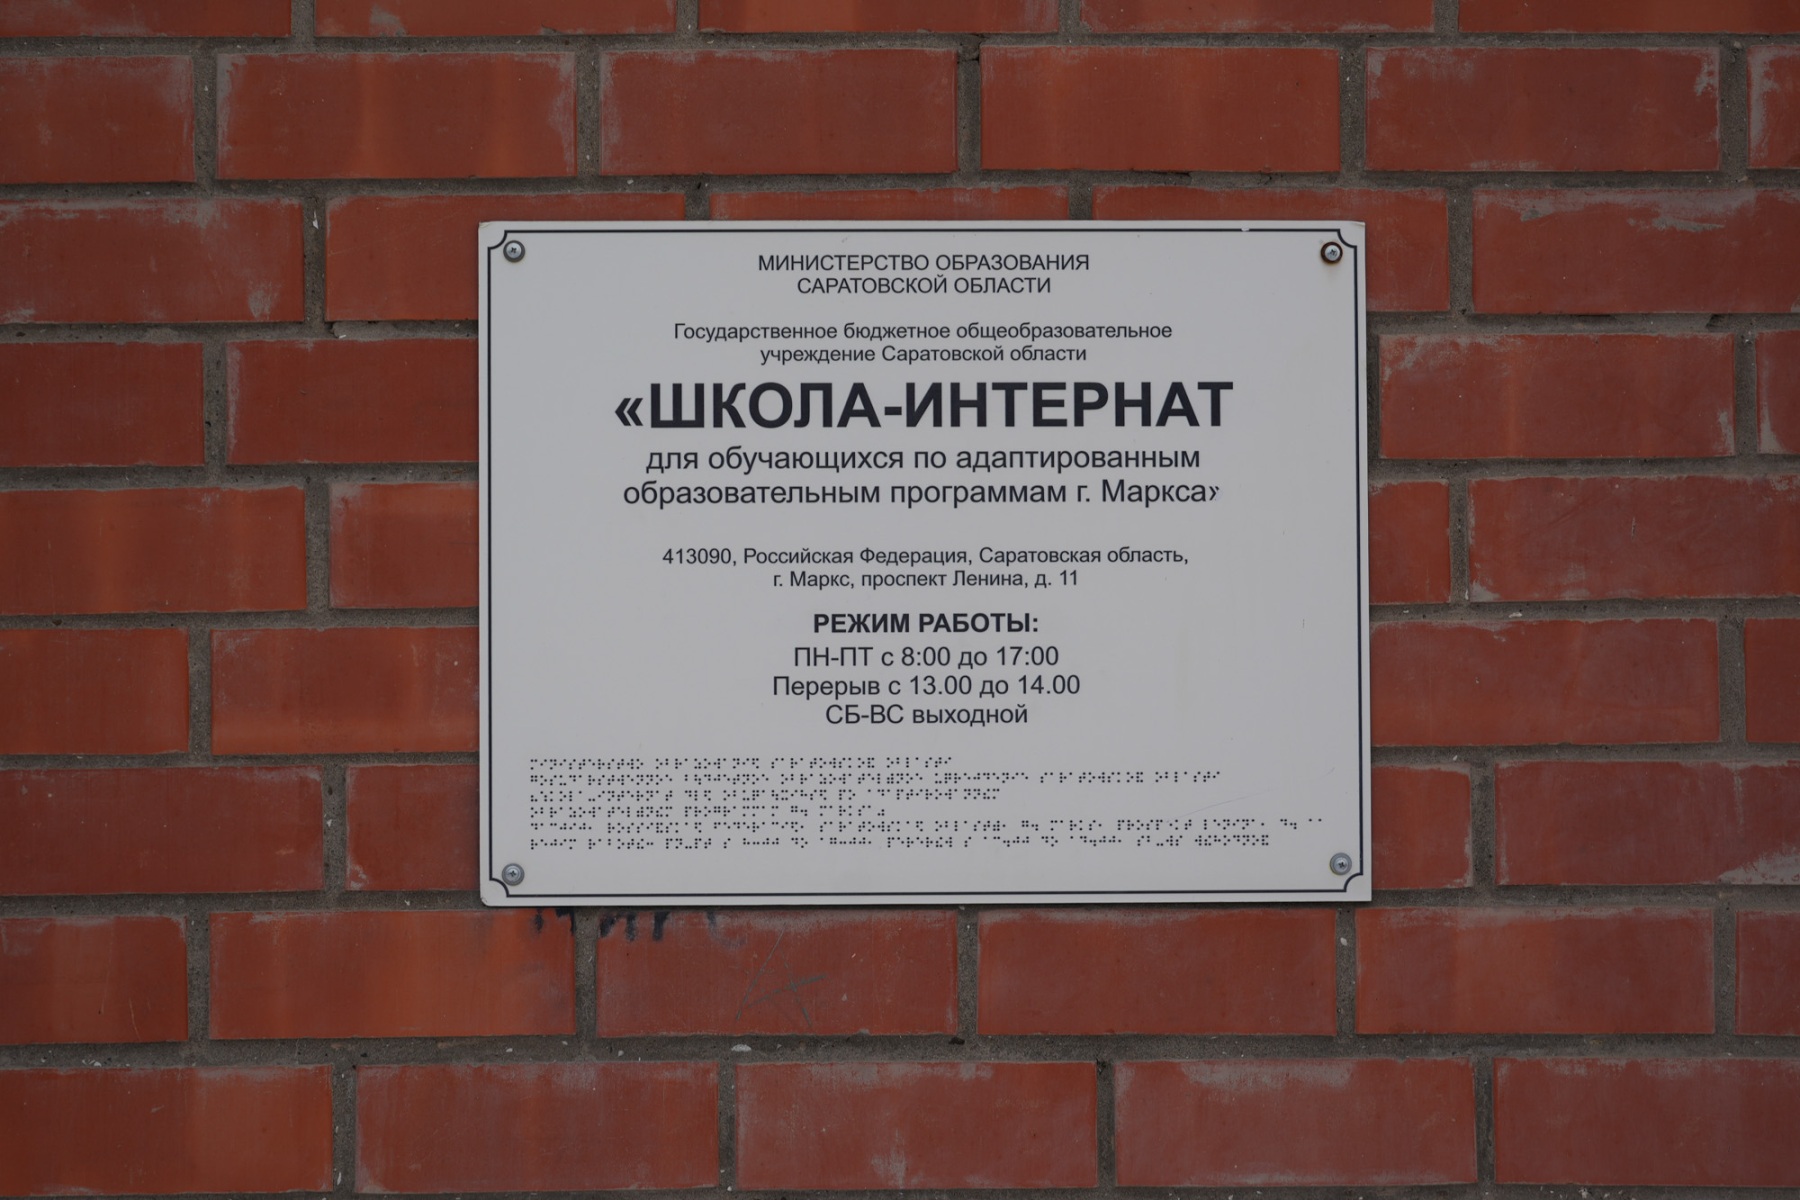 МИНИСТЕРСТВО ОБРАЗОВАНИЯ
САРАТОВСКОЙ ОБЛАСТИ
Государственное бюджетное общеобразовательное
учреждение Саратовской области
«ШКОЛА-ИНТЕРНАТ
для обучающихся по адаптированным
образовательным программам г. Маркса»
413090, Российская Федерация, Саратовская область,
г. Маркс, проспект Ленина, д. 11
РЕЖИМ РАБОТЫ:
ПН-ПТ с 8:00 до 17:00
Перерыв с 13.00 до 14.00
СБ-ВС выходной